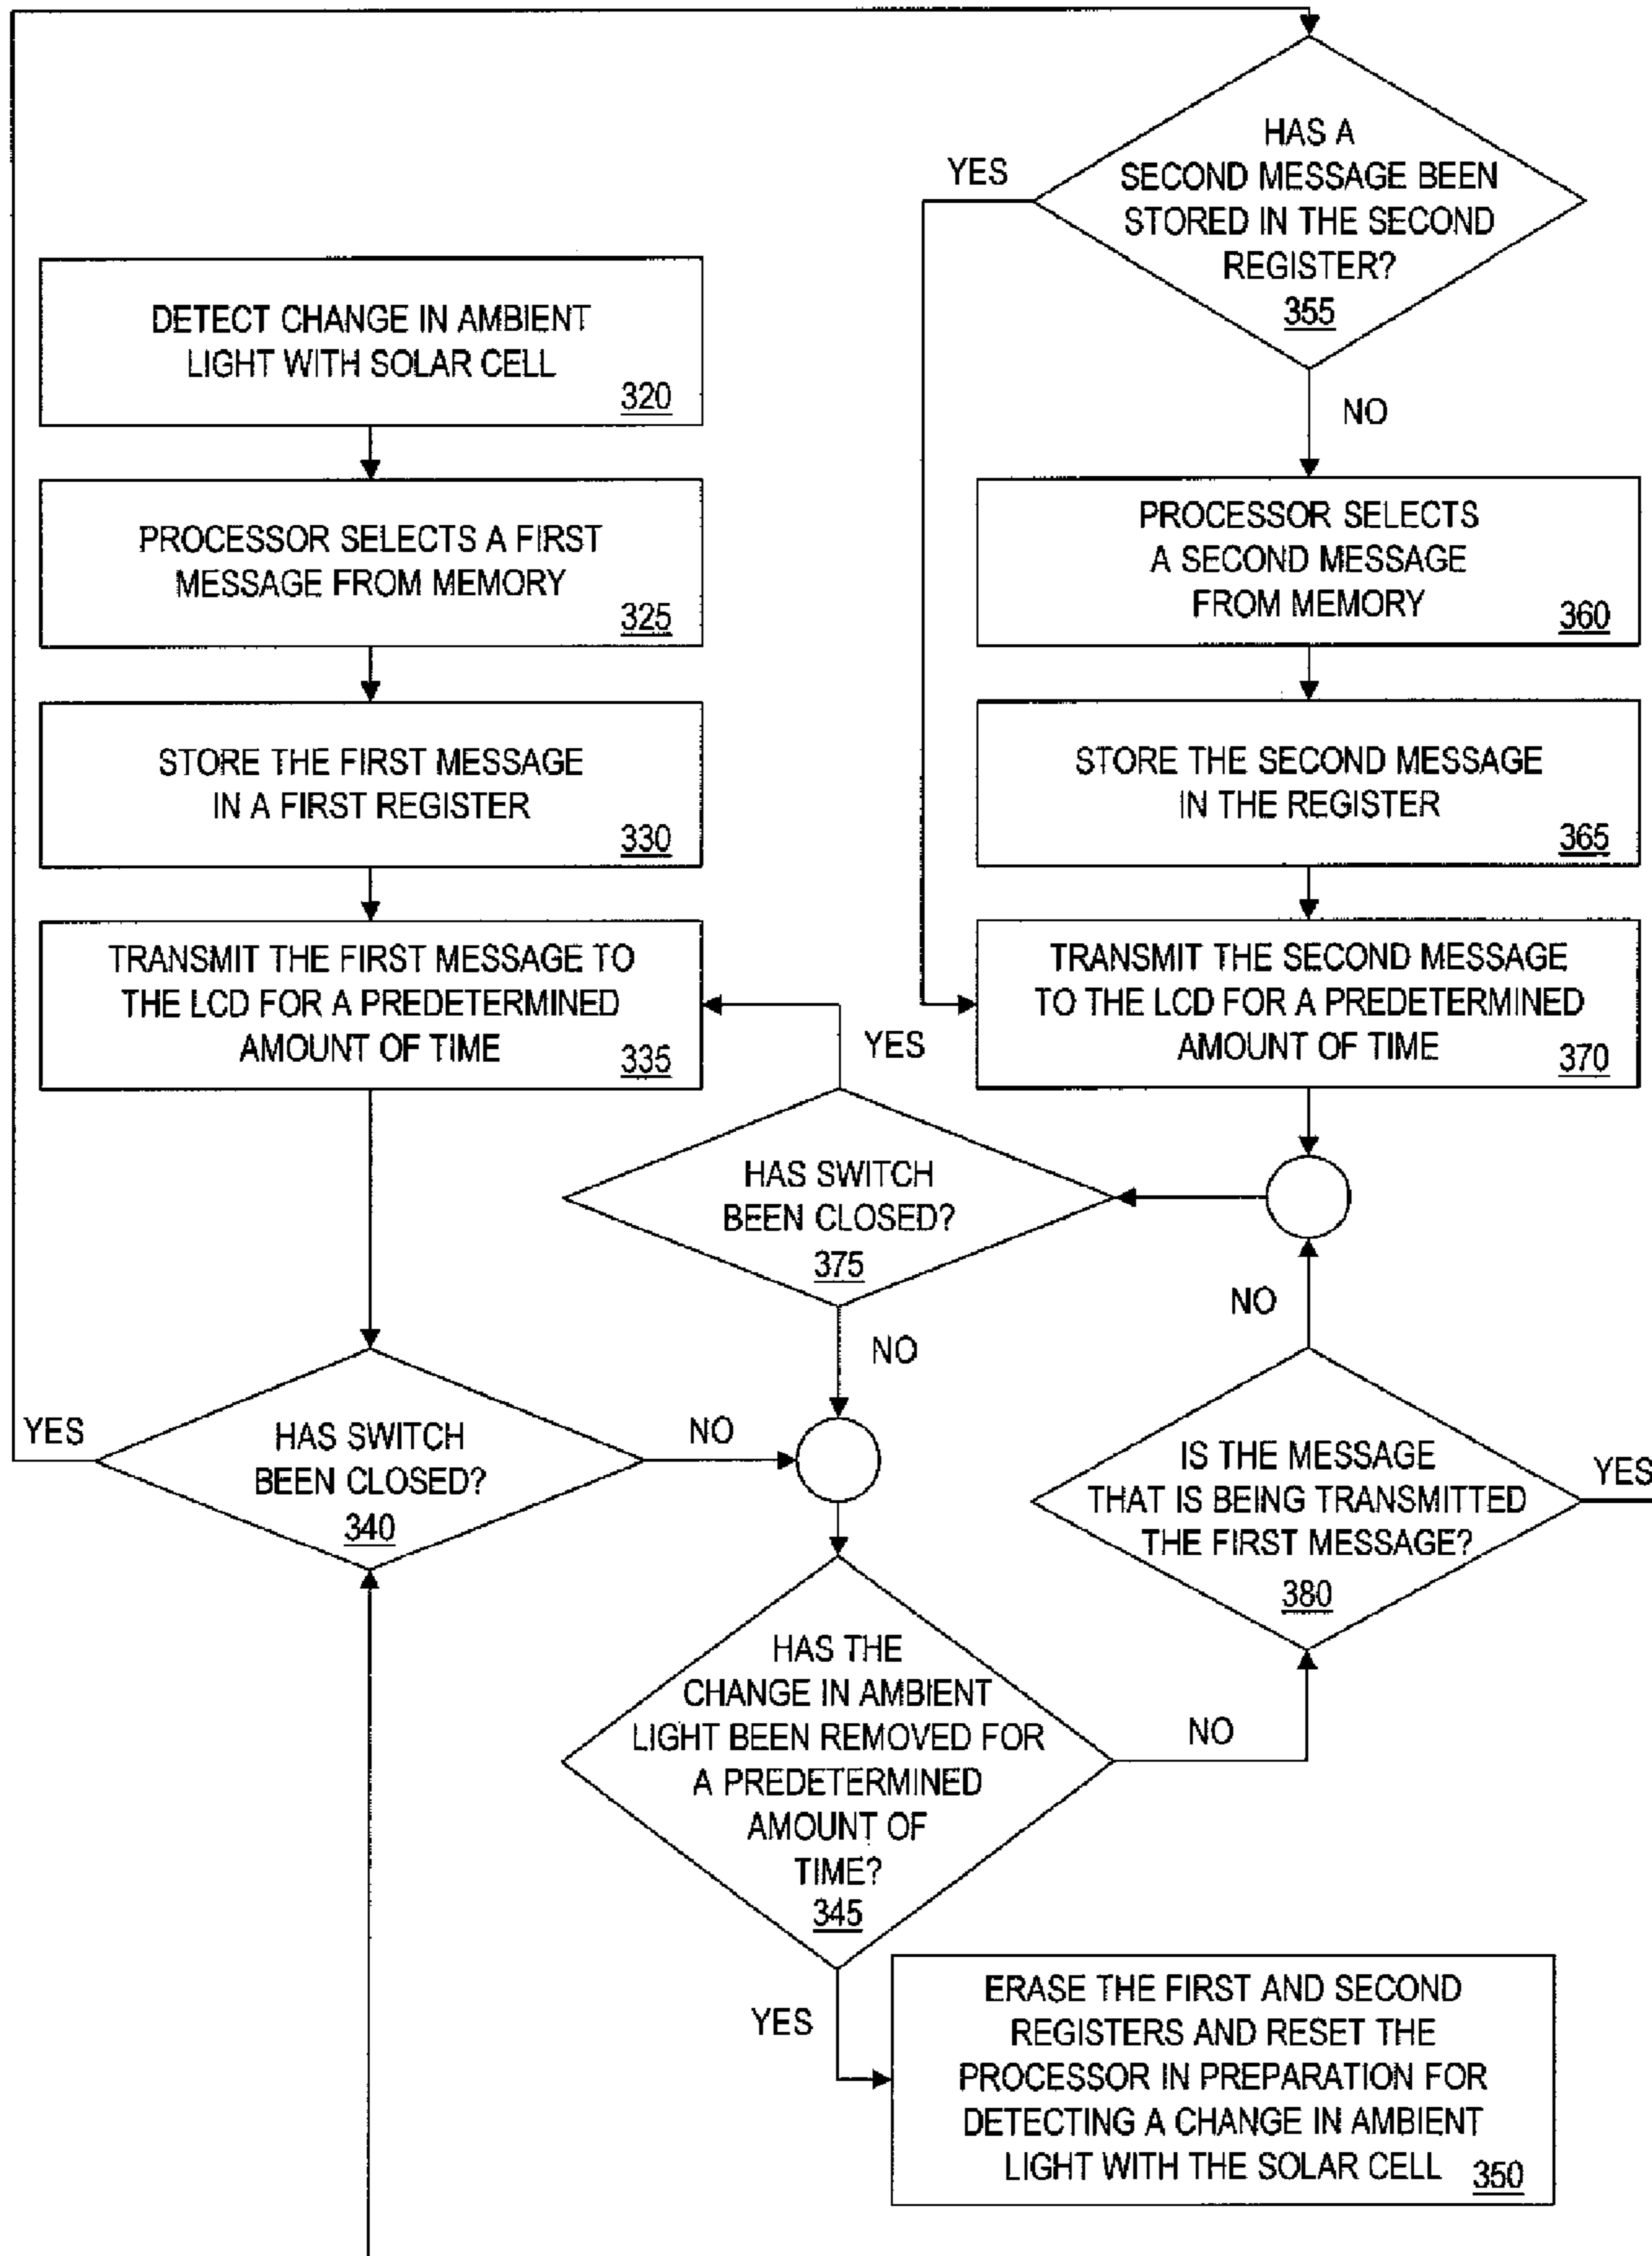 HAS A
SECOND MESSAGE BEEN
STORED IN THE SECOND
REGISTER?
355
YES
NO
DETECT CHANGE IN AMBIENT
LIGHT WITH SOLAR CELL
320
PROCESSOR SELECTS A FIRST
MESSAGE FROM MEMORY
325
PROCESSOR SELECTS
A SECOND MESSAGE
FROM MEMORY
360
STORE THE FIRST MESSAGE
IN A FIRST REGISTER
330
STORE THE SECOND MESSAGE
IN THE REGISTER
365
TRANSMIT THE FIRST MESSAGE TO
THE LCD FOR A PREDETERMINED
AMOUNT OF TIME
335
YES
TRANSMIT THE SECOND MESSAGE
TO THE LCD FOR A PREDETERMINED
AMOUNT OF TIME
370
HAS SWITCH
BEEN CLOSED?
375
NO
NO
YES
HAS SWITCH
BEEN CLOSED?
340
NO
IS THE MESSAGE
THAT IS BEING TRANSMITTED
THE FIRST MESSAGE?
380
YES
HAS THE
CHANGE IN AMBIENT
LIGHT BEEN REMOVED FOR
A PREDETERMINED
AMOUNT OF
TIME?
345
NO
YES
ERASE THE FIRST AND SECOND
REGISTERS AND RESET THE
PROCESSOR IN PREPARATION FOR
DETECTING A CHANGE IN AMBIENT
LIGHT WITH THE SOLAR CELL
350